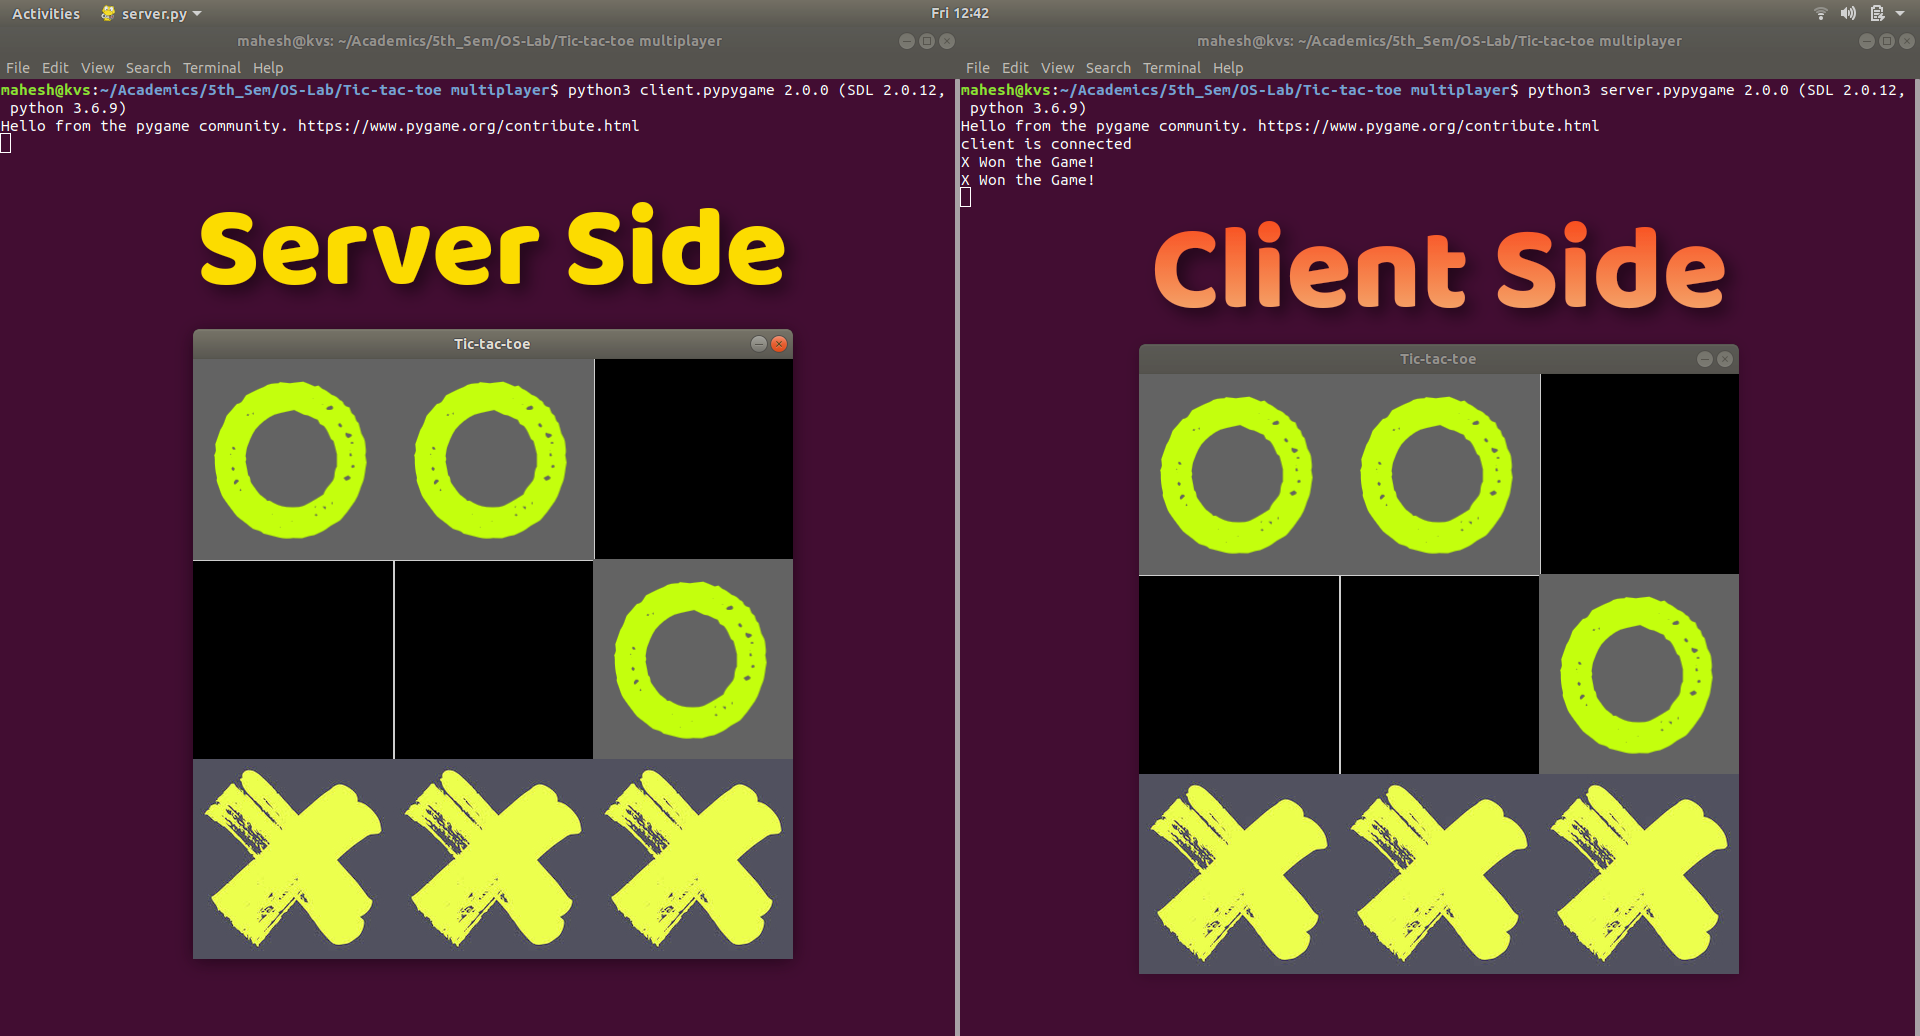 Activities server.py Fri 12:42
mahesh@kvs: ~/Academics/5th_Sem/OS-Lab/Tic-tac-toe multiplayer
File Edit View Search Terminal Help
mahesh@kvs:~/Academics/5th_Sem/OS-Lab/Tic-tac-toe multiplayer$ python3 client.pypygame 2.0.0 (SDL 2.0.12,
python 3.6.9)
Hello from the pygame community. https://www.pygame.org/contribute.html
Server Side
Tic-tac-toe
mahesh@kvs: ~/Academics/5th_Sem/OS-Lab/Tic-tac-toe multiplayer
File Edit View Search Terminal Help
mahesh@kvs:~/Academics/5th_Sem/OS-Lab/Tic-tac-toe multiplayer$ python3 server.pypygame 2.0.0 (SDL 2.0.12,
python 3.6.9)
Hello from the pygame community. https://www.pygame.org/contribute.html
client is connected
X Won the Game!
X Won the Game!
Client Side
Tic-tac-toe